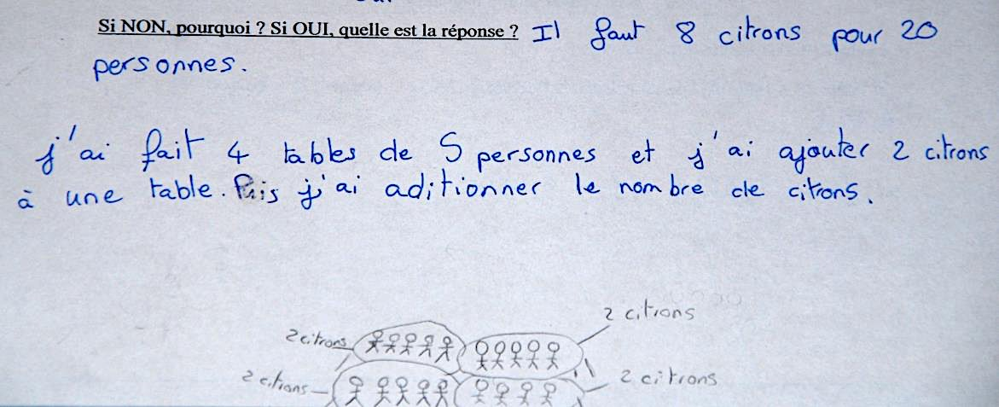 Si NON, pourquoi ? Si OUI, quelle est la réponse ? Il faut 8 citrons pour 20
personnes.
j'ai fait 4 tables de 5 personnes et j'ai ajouter 2 citrons
à une table. Puis j'ai aditionner le nombre de citrons.
2 citrons
2 citrons
2 citrons
2 citrons